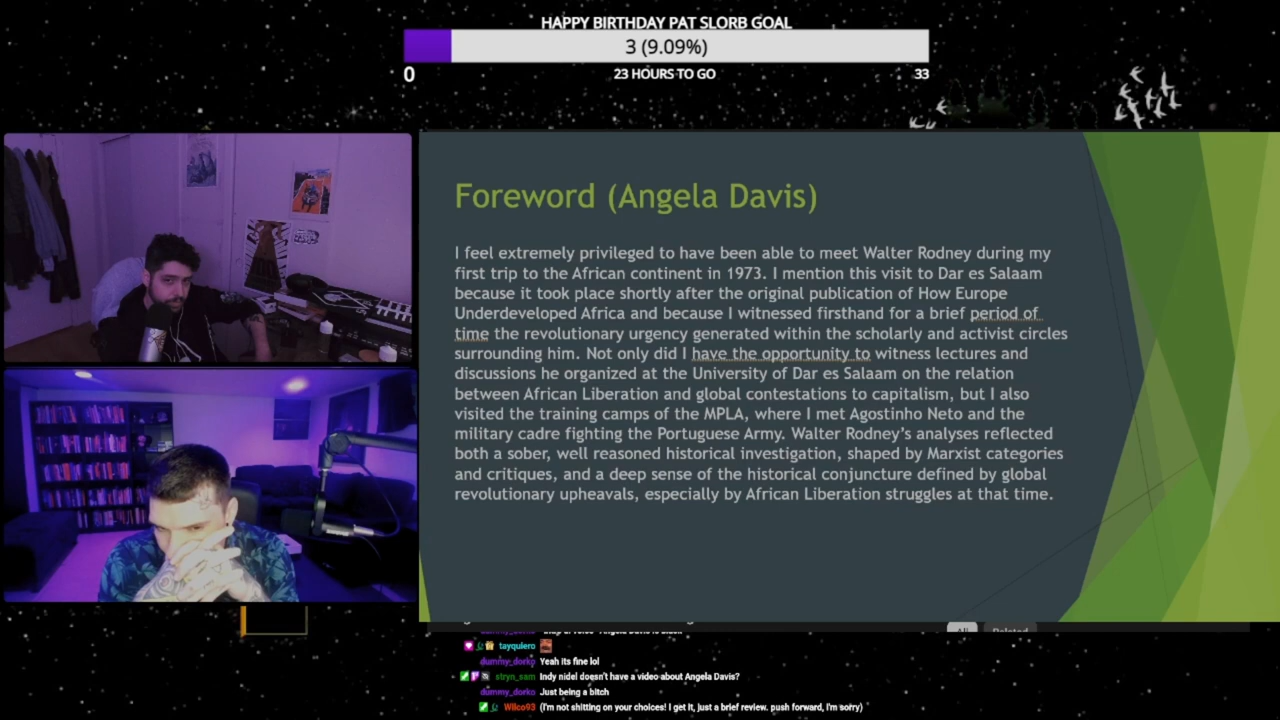 HAPPY BIRTHDAY PAT SLORB GOAL
3 (9.09%)
0
23 HOURS TO GO
33
Foreword (Angela Davis)
I feel extremely privileged to have been able to meet Walter Rodney during my
first trip to the African continent in 1973. I mention this visit to Dar es Salaam
because it took place shortly after the original publication of How Europe
Underdeveloped Africa and because I witnessed firsthand for a brief period of
time the revolutionary urgency generated within the scholarly and activist circles
surrounding him. Not only did I have the opportunity to witness lectures and
discussions he organized at the University of Dar es Salaam on the relation
between African Liberation and global contestations to capitalism, but I also
visited the training camps of the MPLA, where I met Agostinho Neto and the
military cadre fighting the Portuguese Army. Walter Rodney's analyses reflected
both a sober, well reasoned historical investigation, shaped by Marxist categories
and critiques, and a deep sense of the historical conjuncture defined by global
revolutionary upheavals, especially by African Liberation struggles at that time.
All Related
tayquiero
dummy_dorko Yeah its fine lol
stryn_sam Indy nidel doesn't have a video about Angela Davis?
dummy_dorko Just being a bitch
Wilco93 (I'm not shitting on your choices! I get it, just a brief review. push forward, I'm sorry)